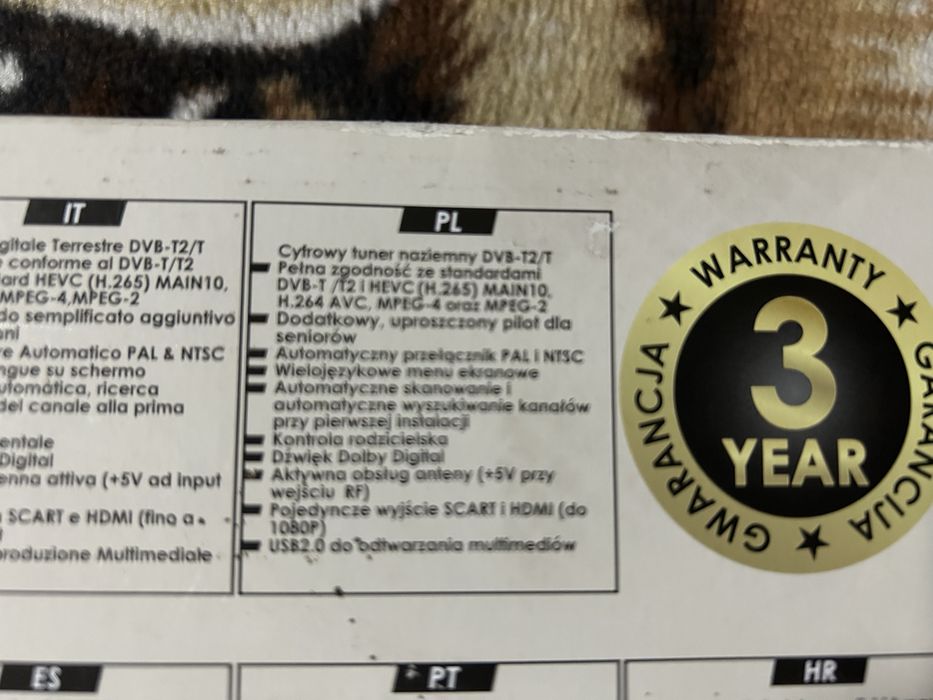 IT
gitale Terrestre DVB-T2/T
e conforme al DVB-T/T2
dard HEVC (H.265) MAIN10,
MPEG-4,MPEG-2
do semplificato aggiuntivo
nni
re Automatico PAL & NTSC
ngue su schermo
utomatica, ricerca
del canale alla prima
entale
Digital
enna attiva (+5V ad input
SCART e HDMI (fino a
produzione Multimediale
PL
Cyfrowy tuner naziemny DVB-T2/T
Pełna zgodność ze standardami
DVB-T /T2 i HEVC (H.265) MAIN10,
H.264 AVC, MPEG-4 oraz MPEG-2
Dodatkowy, uproszczony pilot dla
seniorów
Automatyczny przełącznik PAL i NTSC
Wielojęzykowe menu ekranowe
Automatyczne skanowanie i
automatyczne wyszukiwanie kanałów
przy pierwszej instalacji
Kontrola rodzicielska
Dźwięk Dolby Digital
Aktywna obsług anteny (+5V przy
wejściu RF)
Pojedyncze wyjście SCART i HDMI (do
1080P)
USB2.0 do odtwarzania multimediów
WARRANTY
GARANCIJA
GWARANCJA
3
YEAR
ES
PT
HR